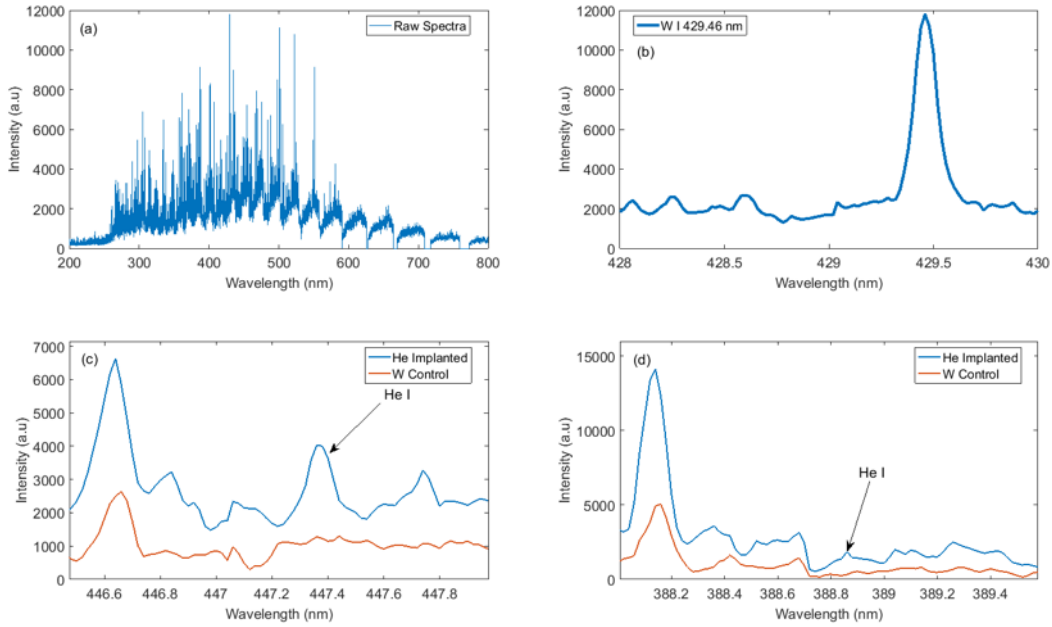 12000
10000
8000
6000
4000
2000
0
Intensity (a.u)
(a)
Raw Spectra
200 300 400 500 600 700 800
Wavelength (nm)
12000
10000
8000
6000
4000
2000
0
Intensity (a.u)
W I 429.46 nm
(b)
428 428.5 429 429.5 430
Wavelength (nm)
7000
6000
5000
4000
3000
2000
1000
0
Intensity (a.u)
(c)
He Implanted
W Control
He I
446.6 446.8 447 447.2 447.4 447.6 447.8
Wavelength (nm)
15000
10000
5000
0
Intensity (a.u)
(d)
He Implanted
W Control
He I
388.2 388.4 388.6 388.8 389 389.2 389.4
Wavelength (nm)